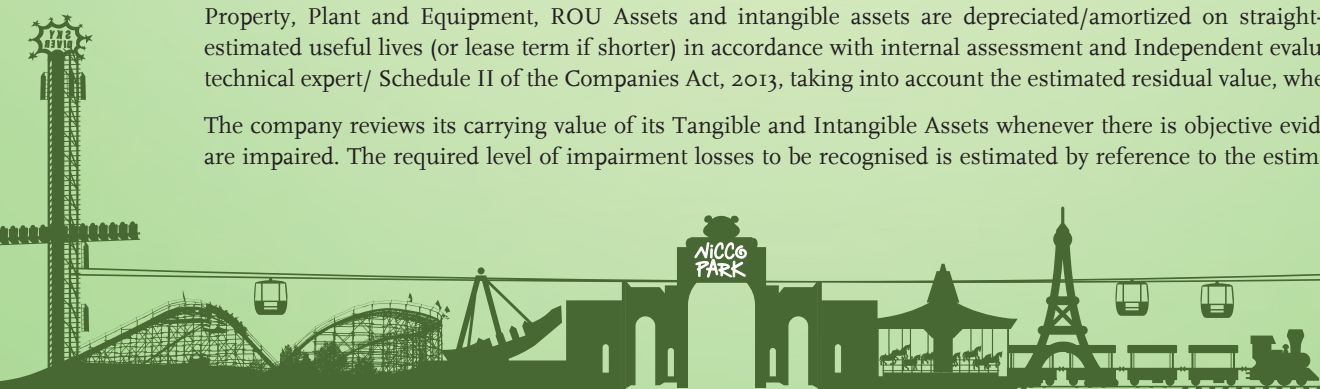 Property, Plant and Equipment, ROU Assets and intangible assets are depreciated/amortized on straight-
estimated useful lives (or lease term if shorter) in accordance with internal assessment and Independent evalu
technical expert/ Schedule II of the Companies Act, 2013, taking into account the estimated residual value, whe
The company reviews its carrying value of its Tangible and Intangible Assets whenever there is objective evid
are impaired. The required level of impairment losses to be recognised is estimated by reference to the estim
SKY
DIVER
NICCO
PARK